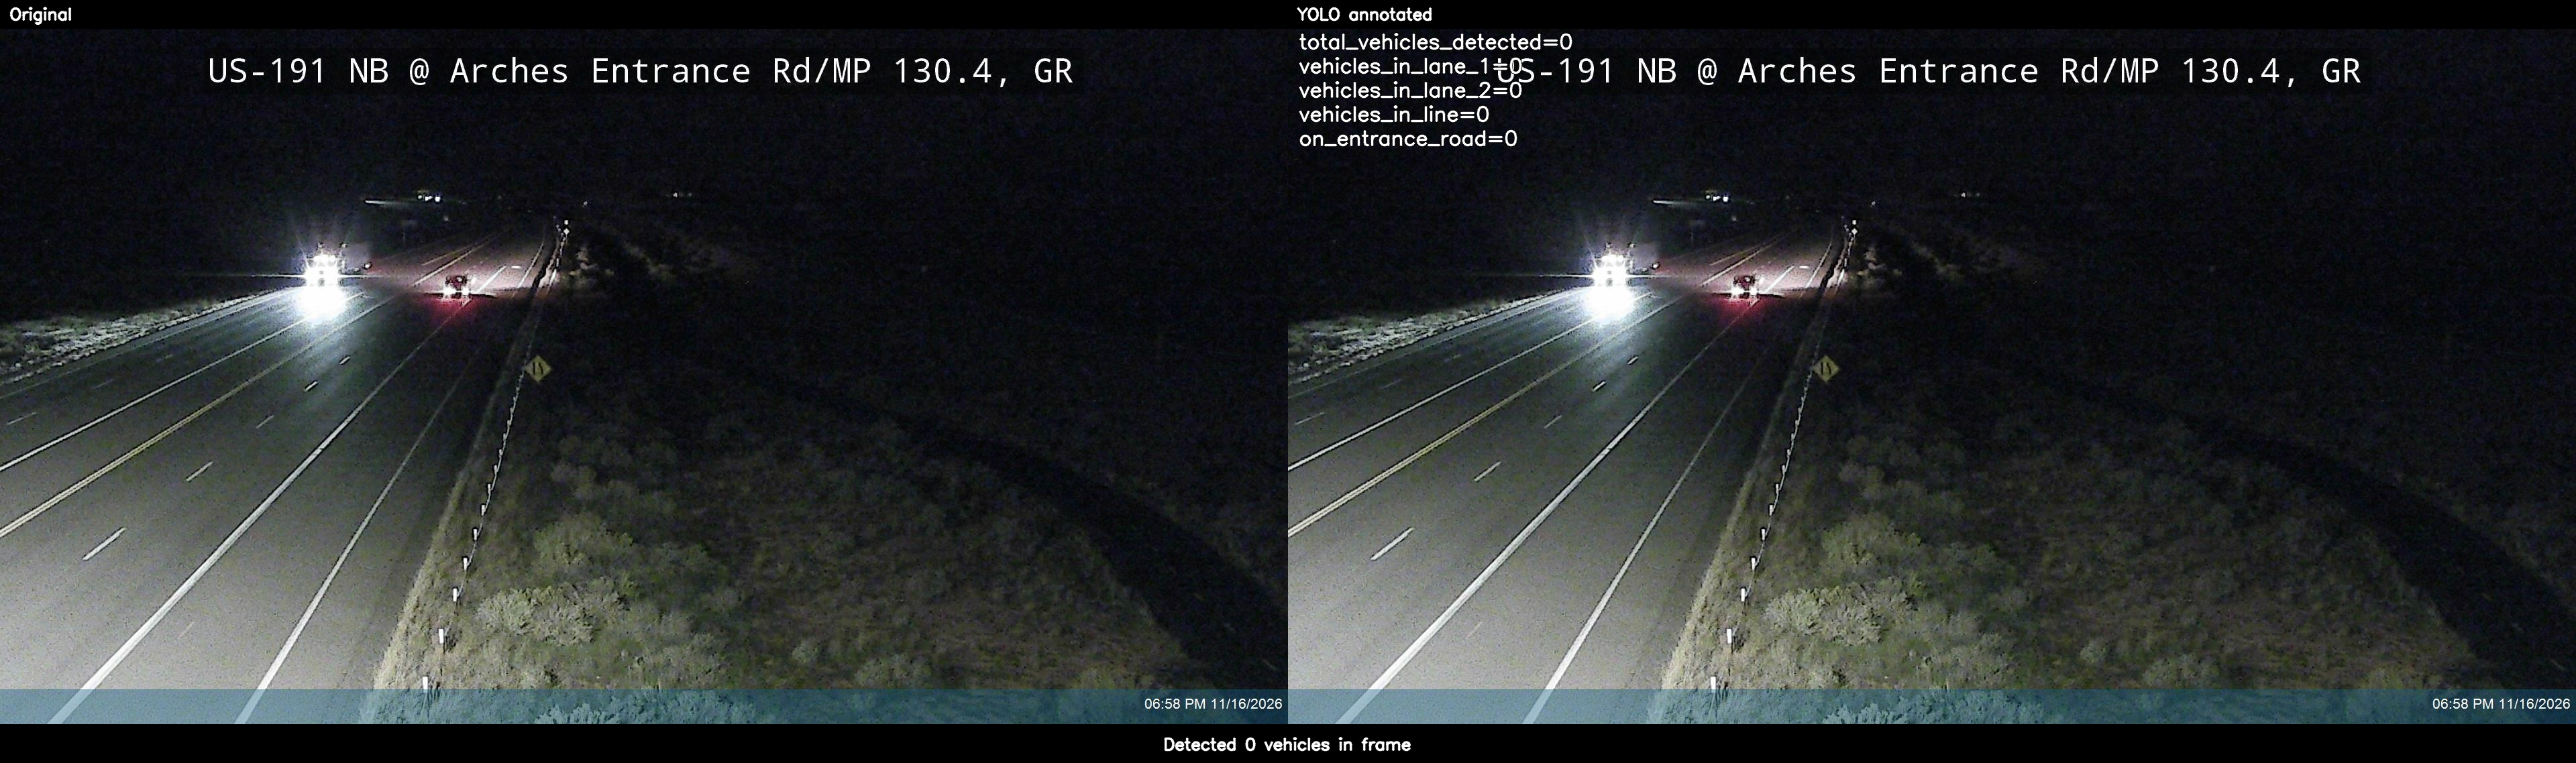 Original
US-191 NB @ Arches Entrance Rd/MP 130.4, GR
06:58 PM 11/16/2026
YOLO annotated
total_vehicles_detected=0
vehicles_in_lane_1=0
US-191 NB @ Arches Entrance Rd/MP 130.4, GR
vehicles_in_lane_2=0
vehicles_in_line=0
on_entrance_road=0
06:58 PM 11/16/2026
Detected 0 vehicles in frame